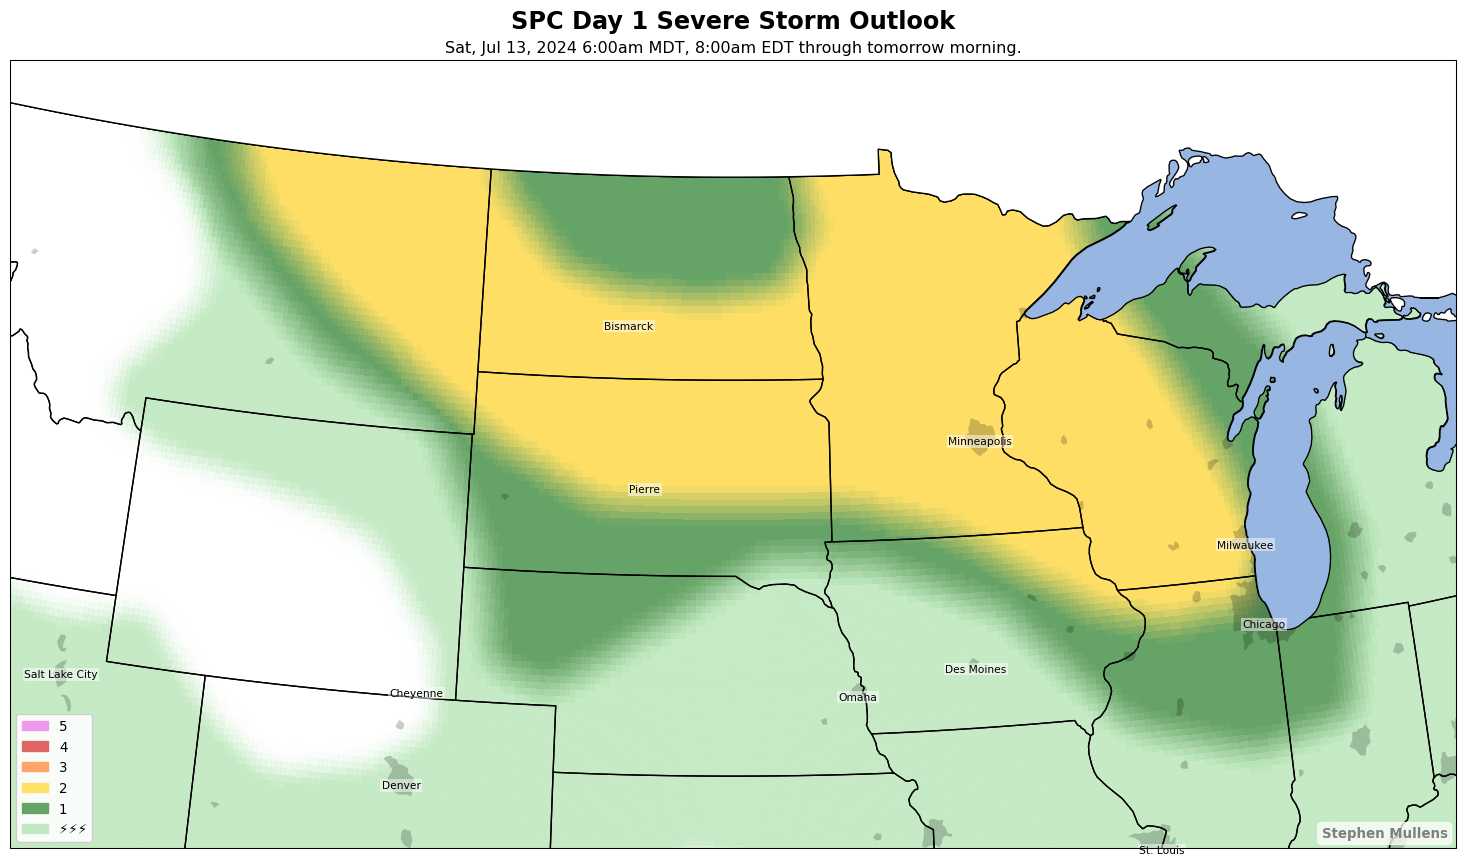 SPC Day 1 Severe Storm Outlook
Sat, Jul 13, 2024 6:00am MDT, 8:00am EDT through tomorrow morning.
Bismarck
Minneapolis
Pierre
Milwaukee
Chicago
Des Moines
Salt Lake City
Cheyenne
Omaha
Denver
St. Louis
5
4
3
2
1
⚡⚡⚡
Stephen Mullens